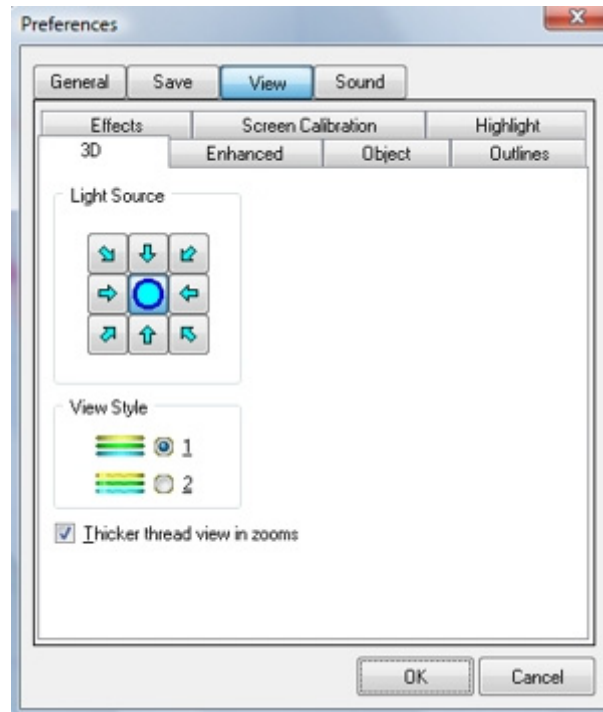 Preferences
General Save View Sound
Effects Screen Calibration Highlight
3D Enhanced Object Outlines
Light Source
View Style
1
2
Thicker thread view in zooms
OK Cancel